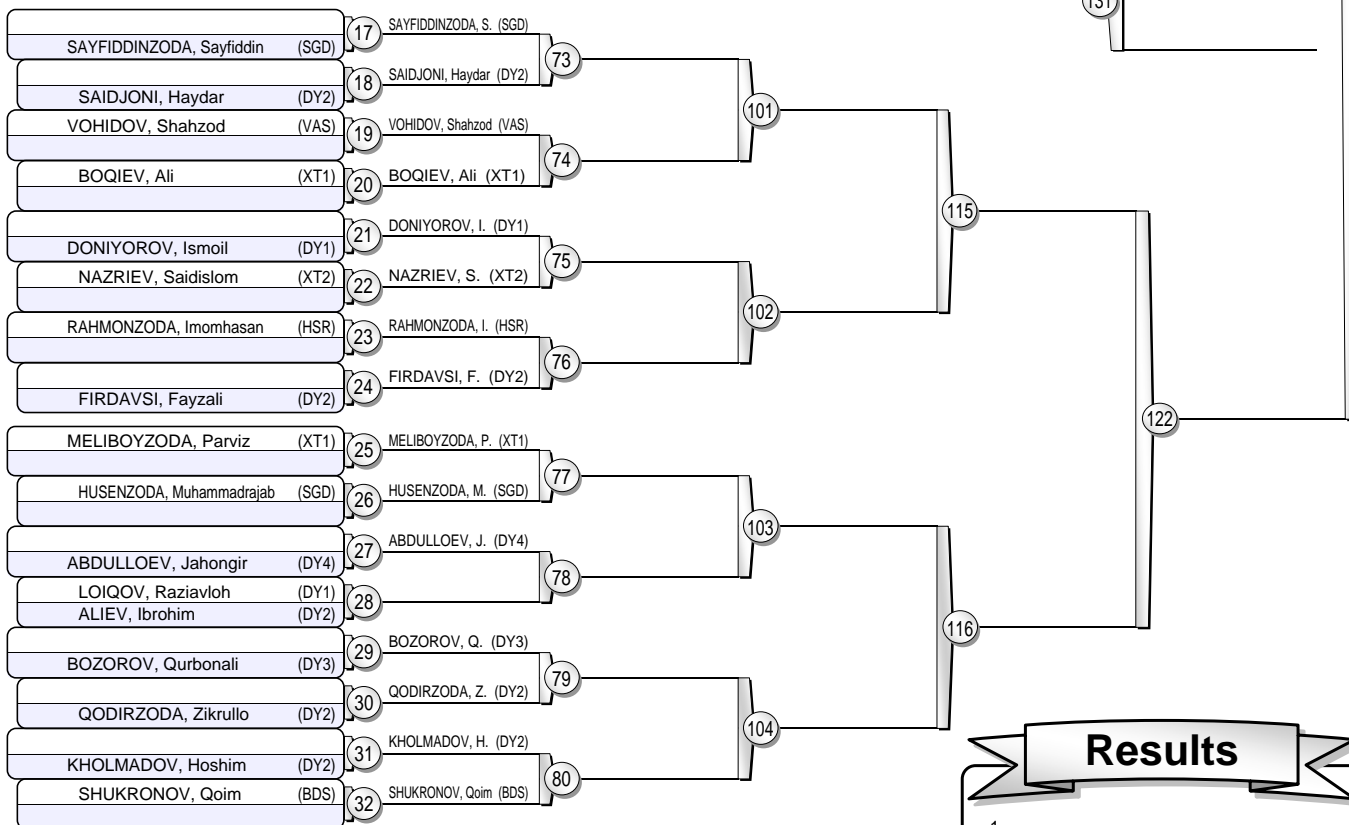 131
SAYFIDDINZODA, Sayfiddin (SGD)
17
SAYFIDDINZODA, S. (SGD)
73
SAIDJONI, Haydar (DY2)
18
SAIDJONI, Haydar (DY2)
101
VOHIDOV, Shahzod (VAS)
19
VOHIDOV, Shahzod (VAS)
74
BOQIEV, Ali (XT1)
20
BOQIEV, Ali (XT1)
115
DONIYOROV, Ismoil (DY1)
21
DONIYOROV, I. (DY1)
75
NAZRIEV, Saidislom (XT2)
22
NAZRIEV, S. (XT2)
102
RAHMONZODA, Imomhasan (HSR)
23
RAHMONZODA, I. (HSR)
76
FIRDAVSI, Fayzali (DY2)
24
FIRDAVSI, F. (DY2)
122
MELIBOYZODA, Parviz (XT1)
25
MELIBOYZODA, P. (XT1)
77
HUSENZODA, Muhammadrajab (SGD)
26
HUSENZODA, M. (SGD)
103
ABDULLOEV, Jahongir (DY4)
27
ABDULLOEV, J. (DY4)
78
LOIQOV, Raziavloh (DY1)
ALIEV, Ibrohim (DY2)
28
116
BOZOROV, Qurbonali (DY3)
29
BOZOROV, Q. (DY3)
79
QODIRZODA, Zikrullo (DY2)
30
QODIRZODA, Z. (DY2)
104
KHOLMADOV, Hoshim (DY2)
31
KHOLMADOV, H. (DY2)
80
SHUKRONOV, Qoim (BDS)
32
SHUKRONOV, Qoim (BDS)
Results